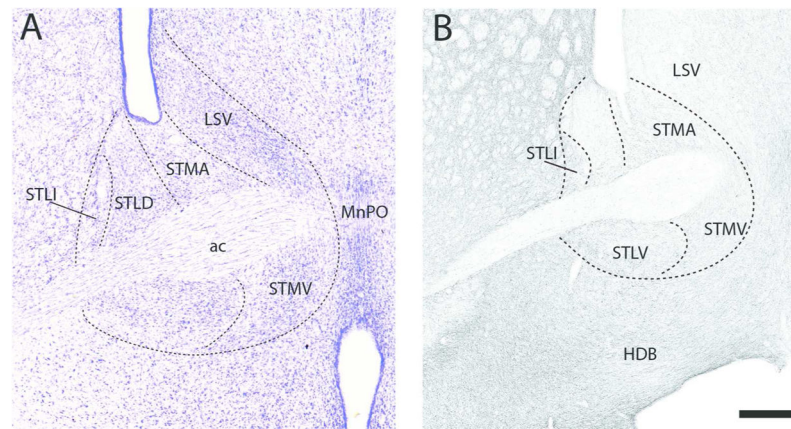 A
LSV
STMA
STLI
STLD
MnPO
ac
STMV
B
LSV
STMA
STLI
STMV
STLV
HDB